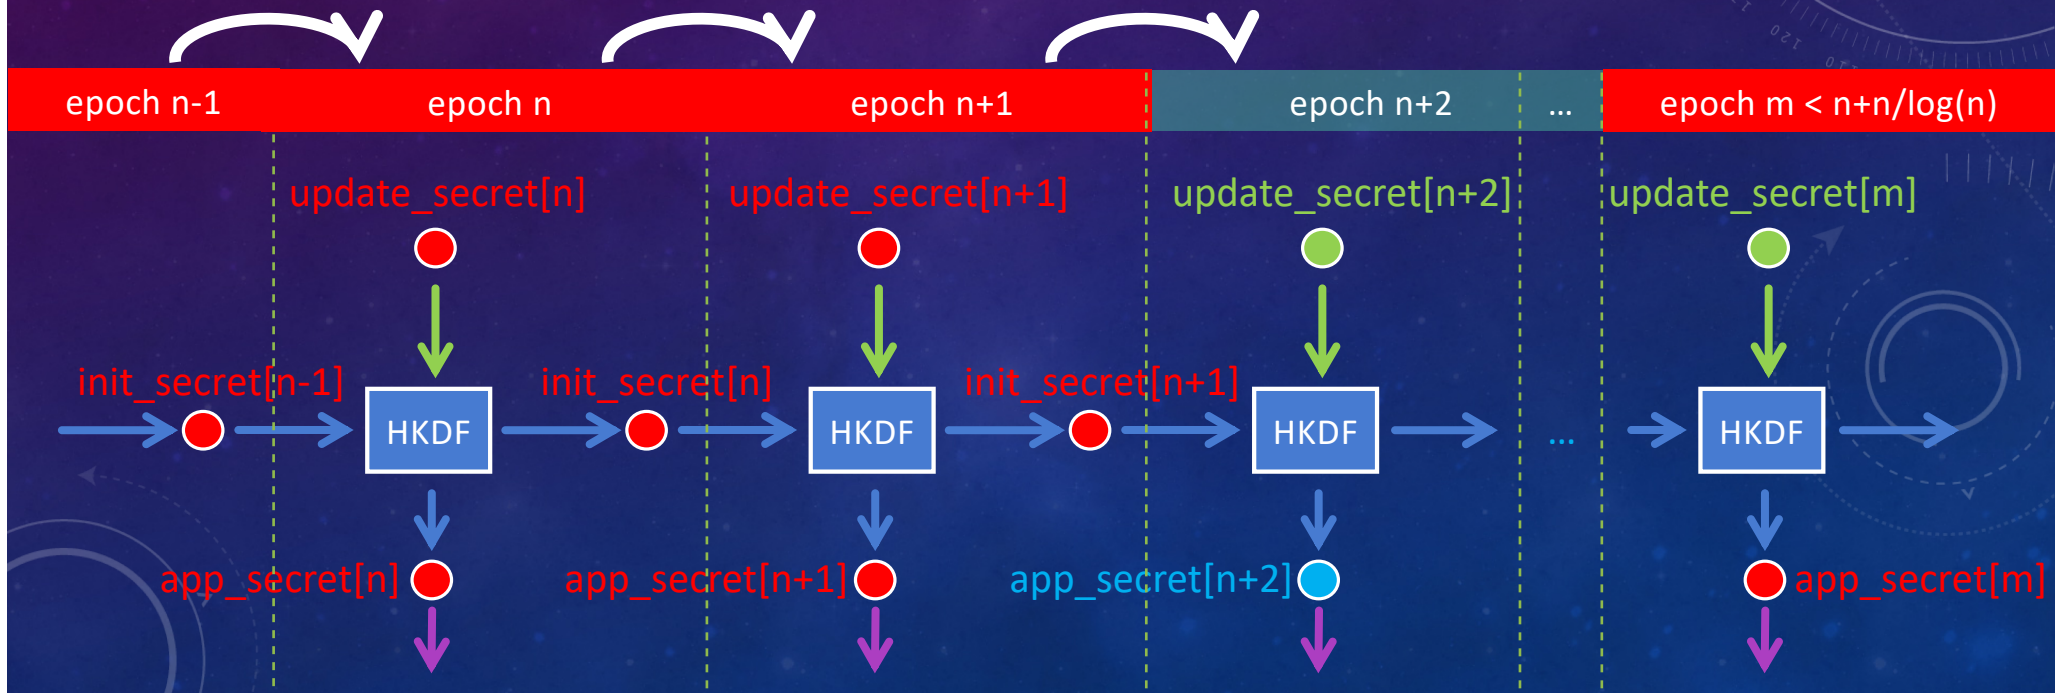 epoch n-1
epoch n
epoch n+1
epoch n+2
...
epoch m < n+n/log(n)
update_secret[n]
update_secret[n+1]
update_secret[n+2]
update_secret[m]
init_secret[n-1]
init_secret[n]
init_secret[n+1]
HKDF
HKDF
HKDF
...
HKDF
app_secret[n]
app_secret[n+1]
app_secret[n+2]
app_secret[m]
120